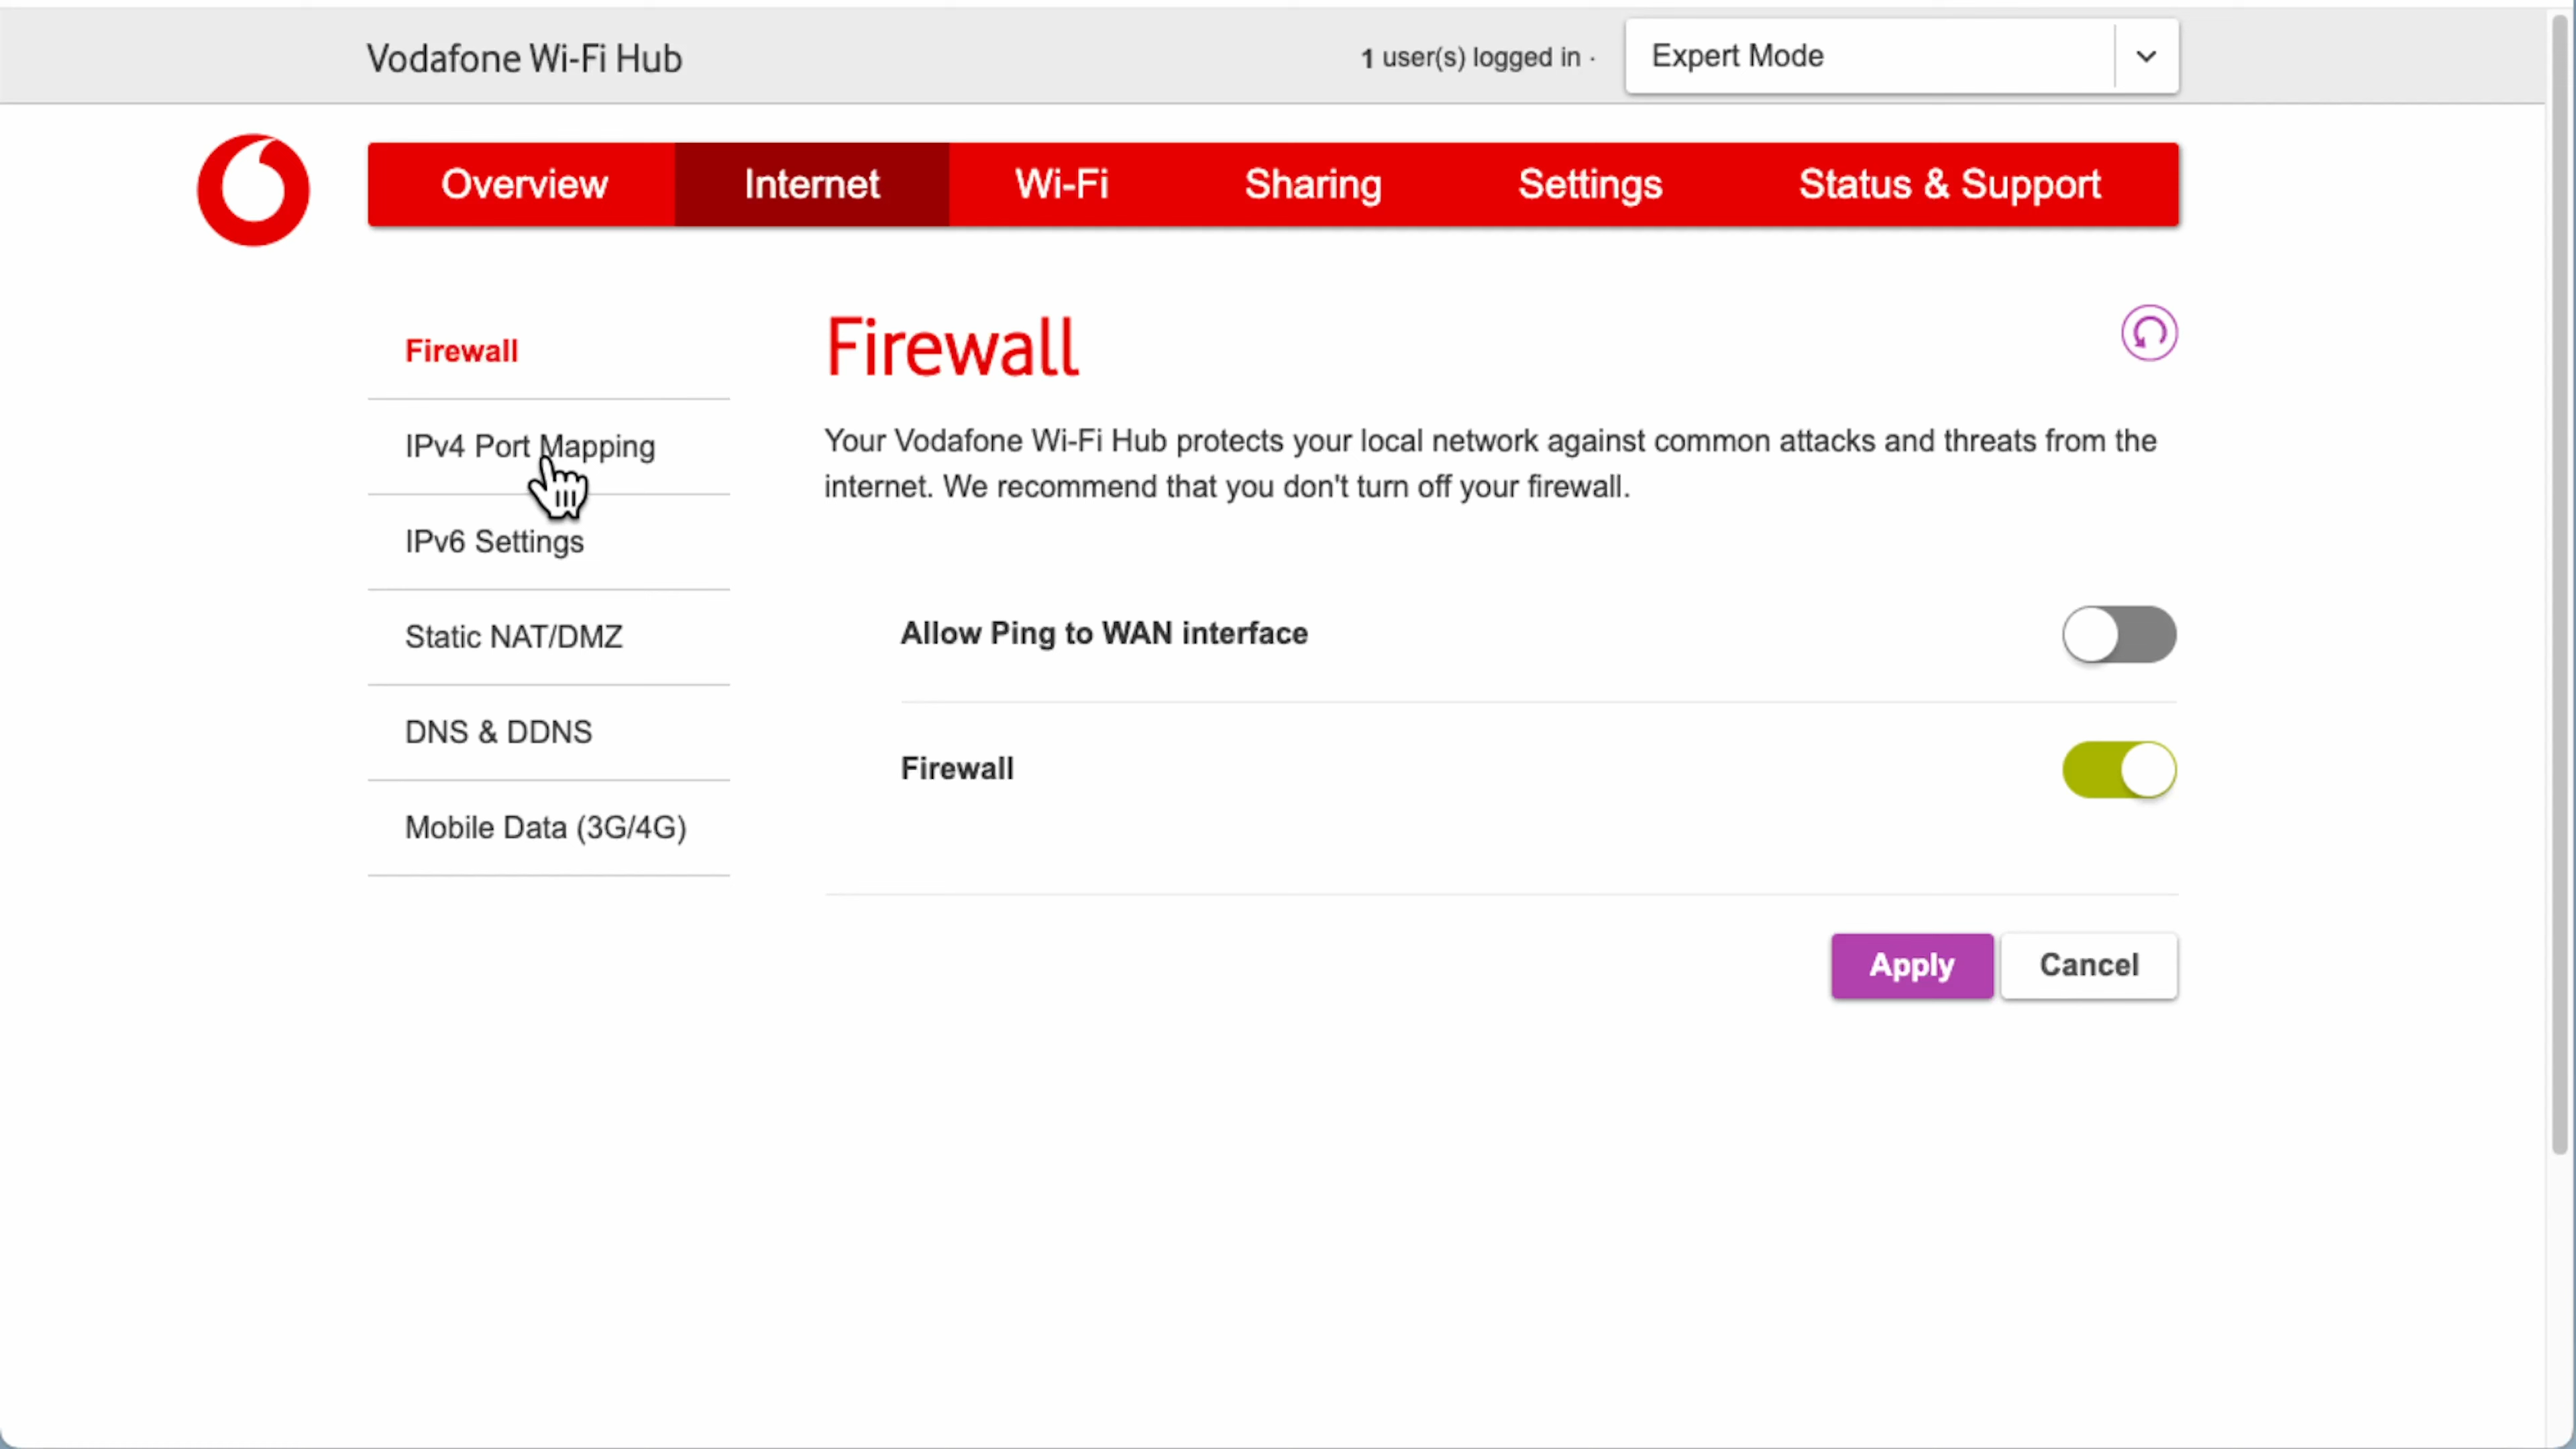 Vodafone Wi-Fi Hub
1 user(s) logged in ·
Expert Mode
Overview
Internet
Wi-Fi
Sharing
Settings
Status & Support
Firewall
IPv4 Port Mapping
IPv6 Settings
Static NAT/DMZ
DNS & DDNS
Mobile Data (3G/4G)
Firewall
Your Vodafone Wi-Fi Hub protects your local network against common attacks and threats from the
internet. We recommend that you don't turn off your firewall.
Allow Ping to WAN interface
Firewall
Apply
Cancel